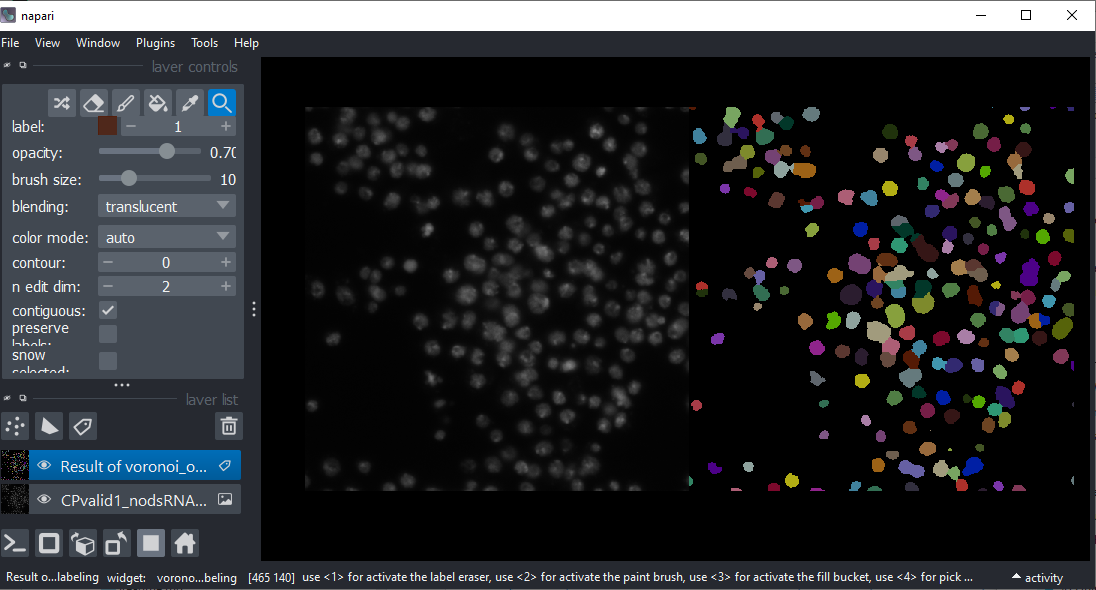 napari
File View Window Plugins Tools Help
layer controls
label: 1
opacity: 0.70
brush size: 10
blending: translucent
color mode: auto
contour: 0
n edit dim: 2
contiguous:
preserve
labels:
show
selected:
layer list
Result of voronoi_o...
CPvalid1_nodsRNA...
Result o...labeling widget: vorono...beling [465 140] use <1> for activate the label eraser, use <2> for activate the paint brush, use <3> for activate the fill bucket, use <4> for pick ... activity